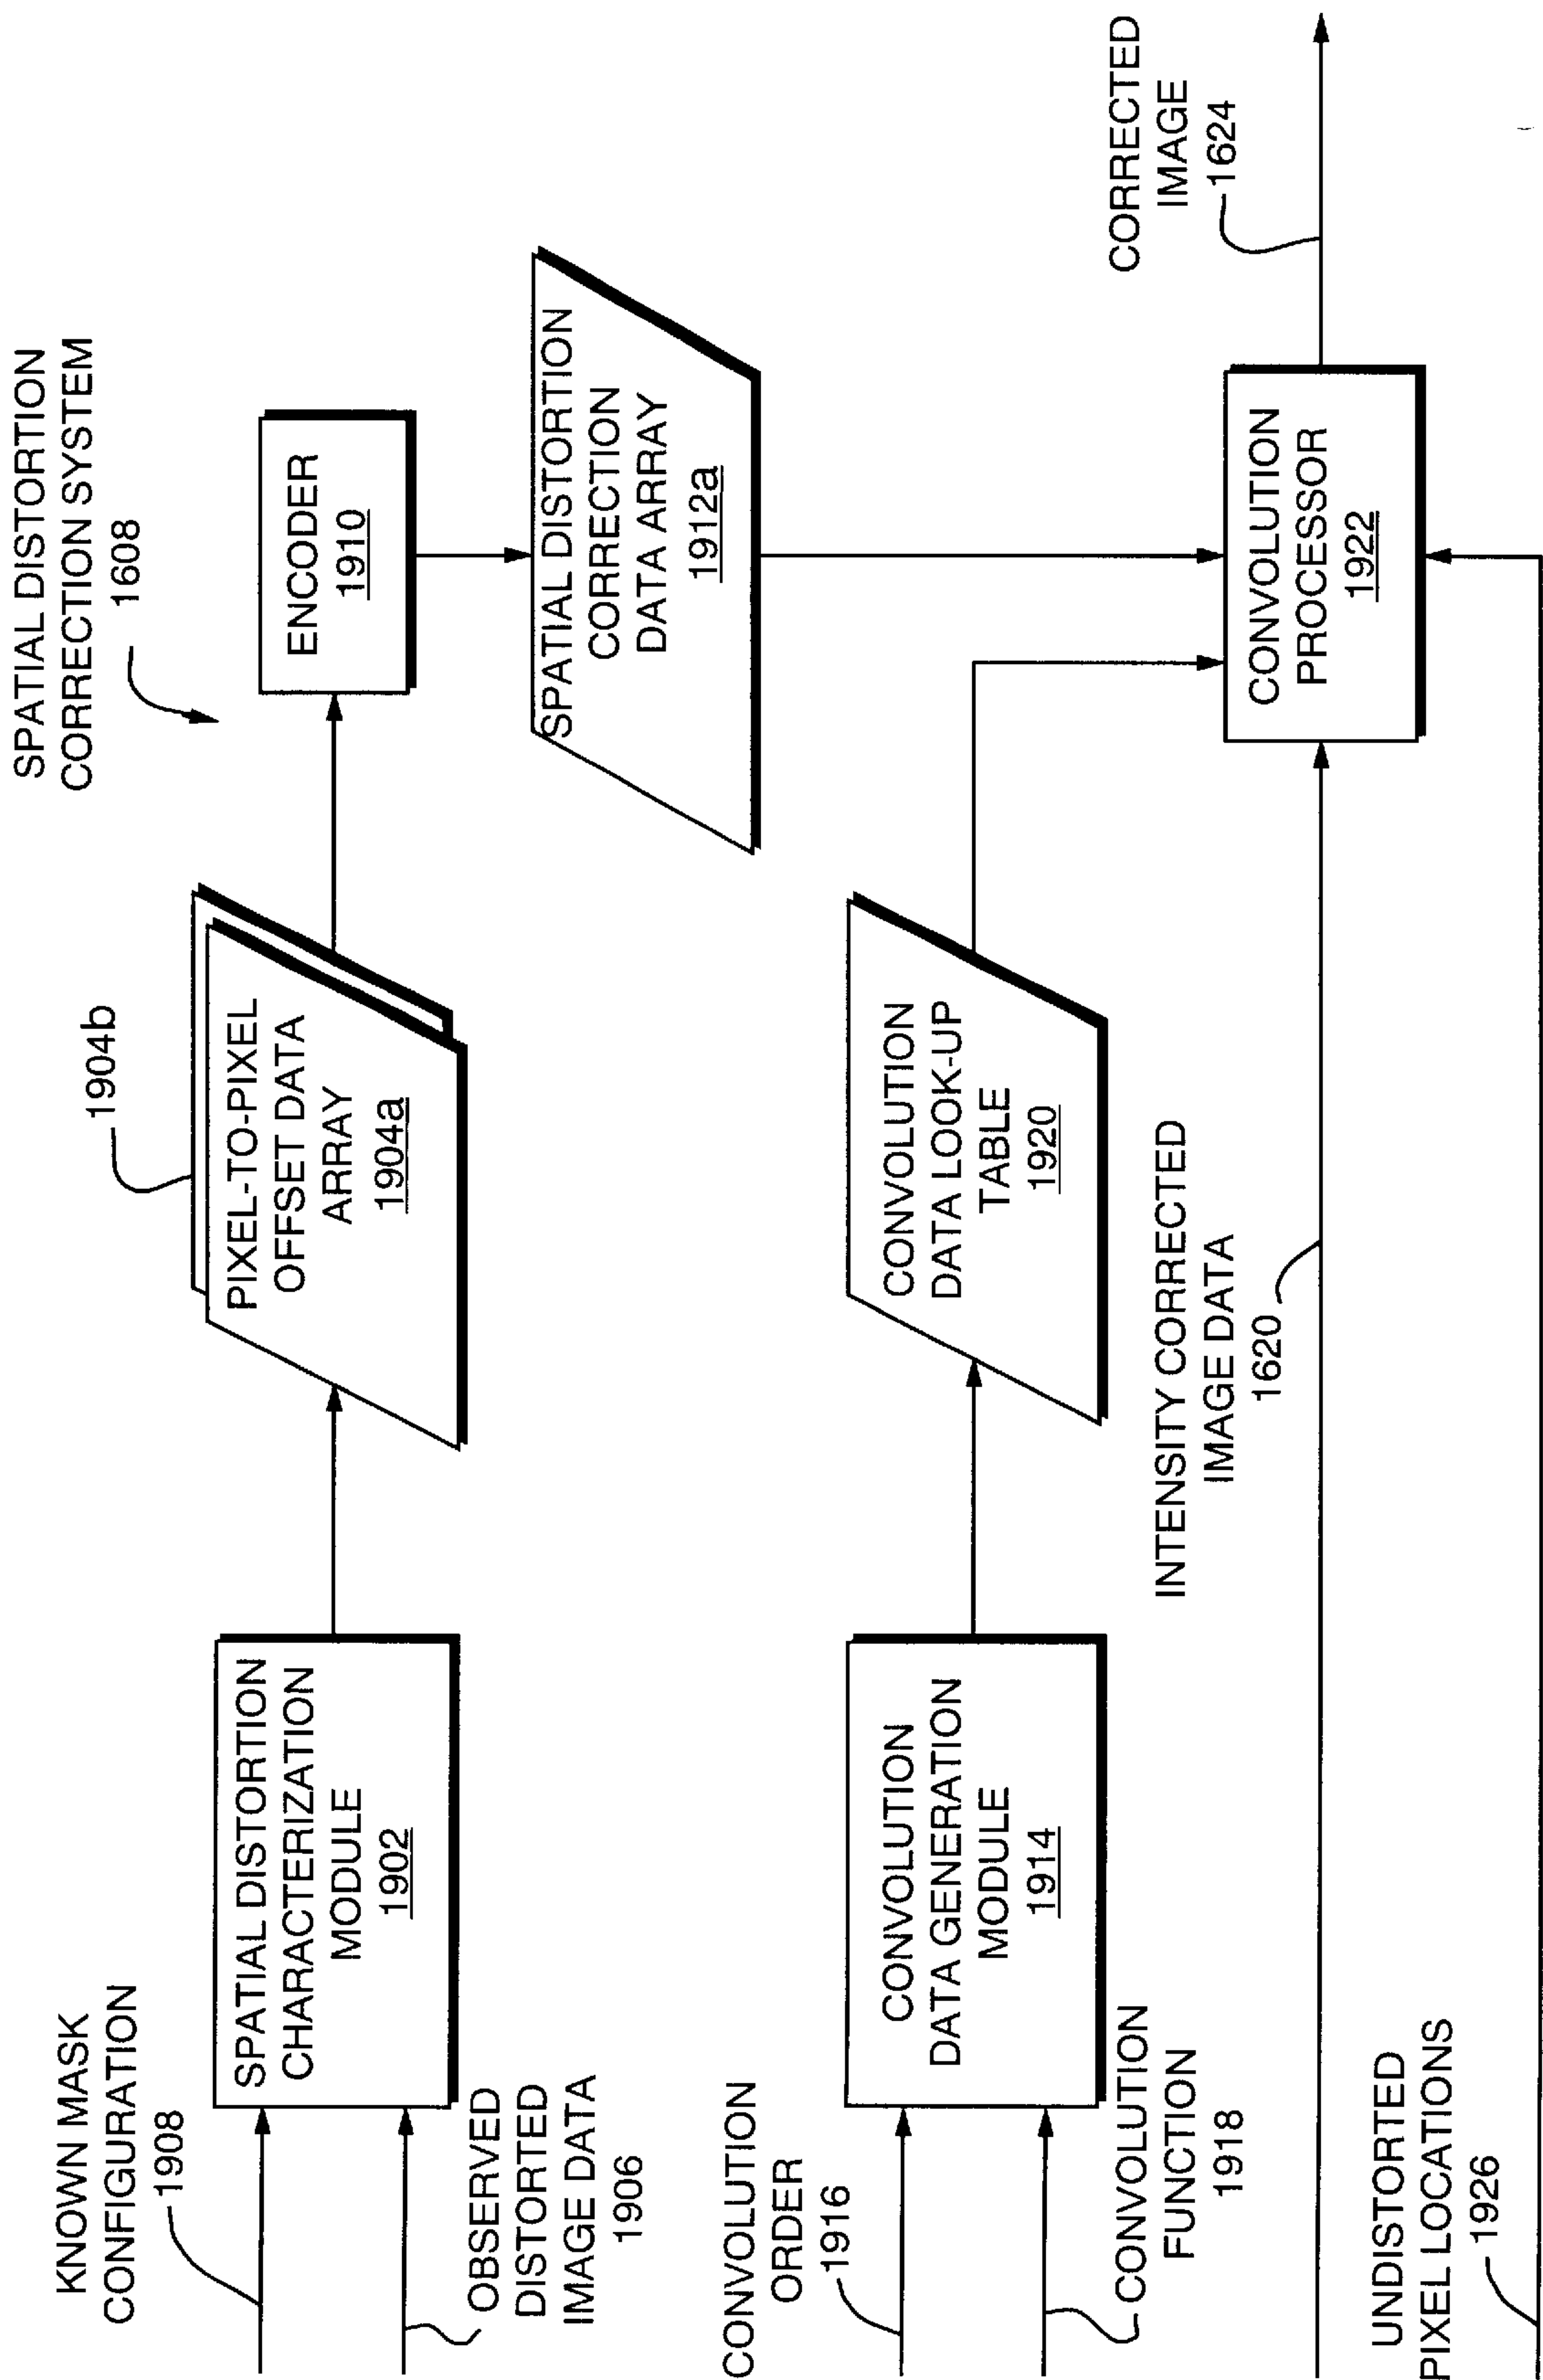 SPATIAL DISTORTION
CORRECTION SYSTEM
1608
KNOWN MASK
CONFIGURATION
1908
SPATIAL DISTORTION
CHARACTERIZATION
MODULE
1902
OBSERVED
DISTORTED
IMAGE DATA
1906
1904b
PIXEL-TO-PIXEL
OFFSET DATA
ARRAY
1904a
ENCODER
1910
SPATIAL DISTORTION
CORRECTION
DATA ARRAY
1912a
CONVOLUTION
ORDER
1916
CONVOLUTION
DATA GENERATION
MODULE
1914
CONVOLUTION
FUNCTION
1918
CONVOLUTION
DATA LOOK-UP
TABLE
1920
INTENSITY CORRECTED
IMAGE DATA
1620
CONVOLUTION
PROCESSOR
1922
CORRECTED
IMAGE
1624
UNDISTORTED
PIXEL LOCATIONS
1926